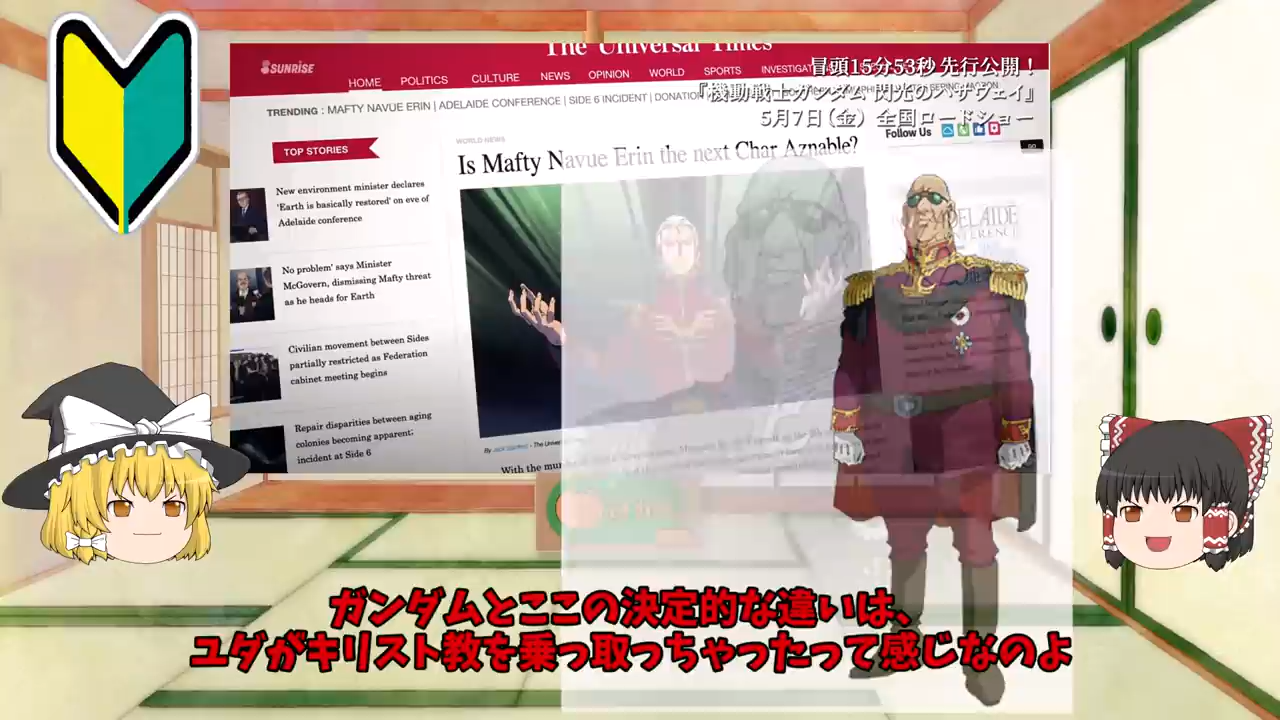 The Universal Times
SUNRISE
HOME POLITICS CULTURE NEWS OPINION WORLD SPORTS
冒頭15分53秒 先行公開!
『機動戦士ガンダム 閃光のハサウェイ』
5月7日(金) 全国ロードショー
TRENDING : MAFTY NAVUE ERIN | ADELAIDE CONFERENCE | SIDE 6 INCIDENT |
Follow Us
TOP STORIES
New environment minister declares
'Earth is basically restored' on eve of
Adelaide conference
No problem' says Minister
McGovern, dismissing Mafty threat
as he heads for Earth
Civilian movement between Sides
partially restricted as Federation
cabinet meeting begins
Repair disparities between aging
colonies becoming apparent;
incident at Side 6
WORLD NEWS
Is Mafty Navue Erin the next Char Aznable?
ADELAIDE
CONFERENCE
With the
ガンダムとここの決定的な違いは、
ユダがキリスト教を乗っ取っちゃったって感じなのよ